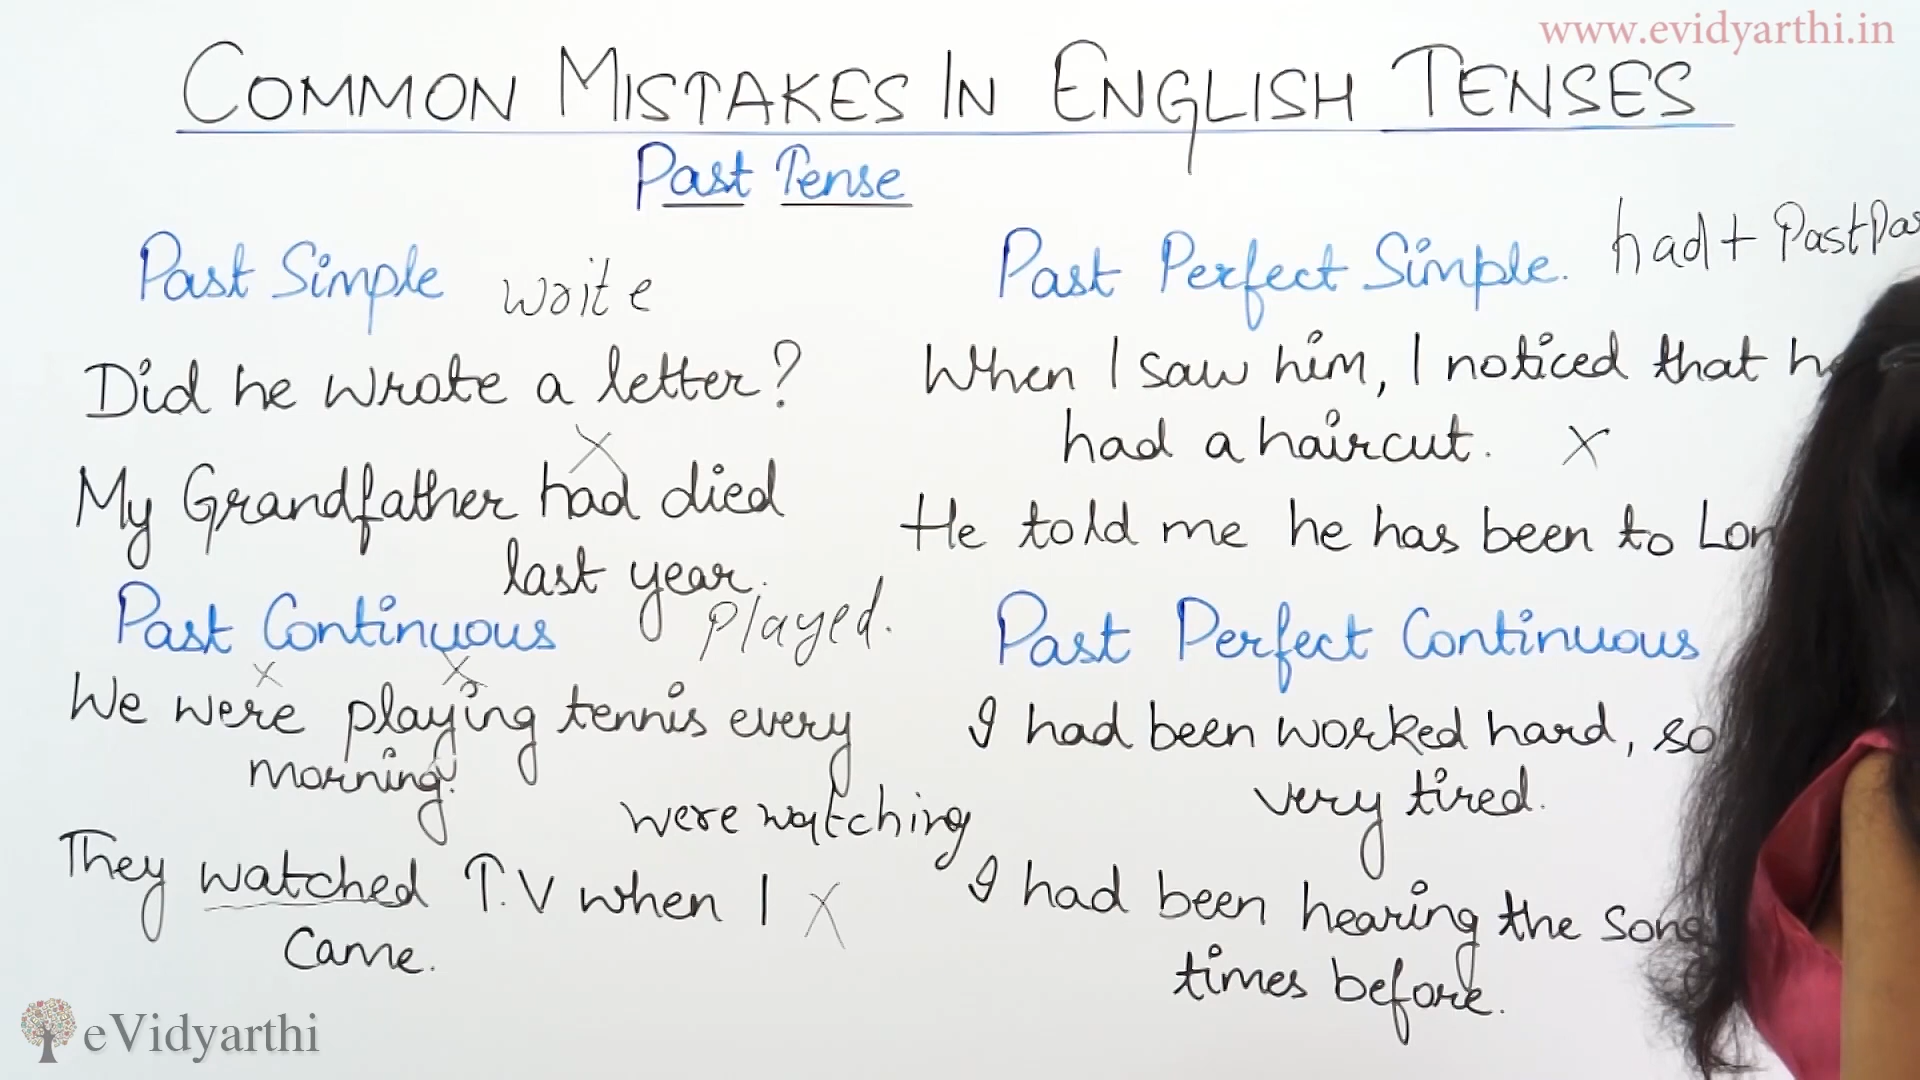 www.evidyarthi.in
COMMON MISTAKES IN ENGLISH TENSES
Past Tense
Past Simple write
Did he wrote a letter?
X
My Grandfather had died
last year.
Past Continuous played.
x x
We were playing tennis every
morning.
were watching
They watched T.V when I X
came.
Past Perfect Simple. had + Past
When I saw him, I noticed that
had a haircut. X
He told me he has been to
Past Perfect Continuous
I had been worked hard, so
very tired.
I had been hearing the song
times before.
eVidyarthi